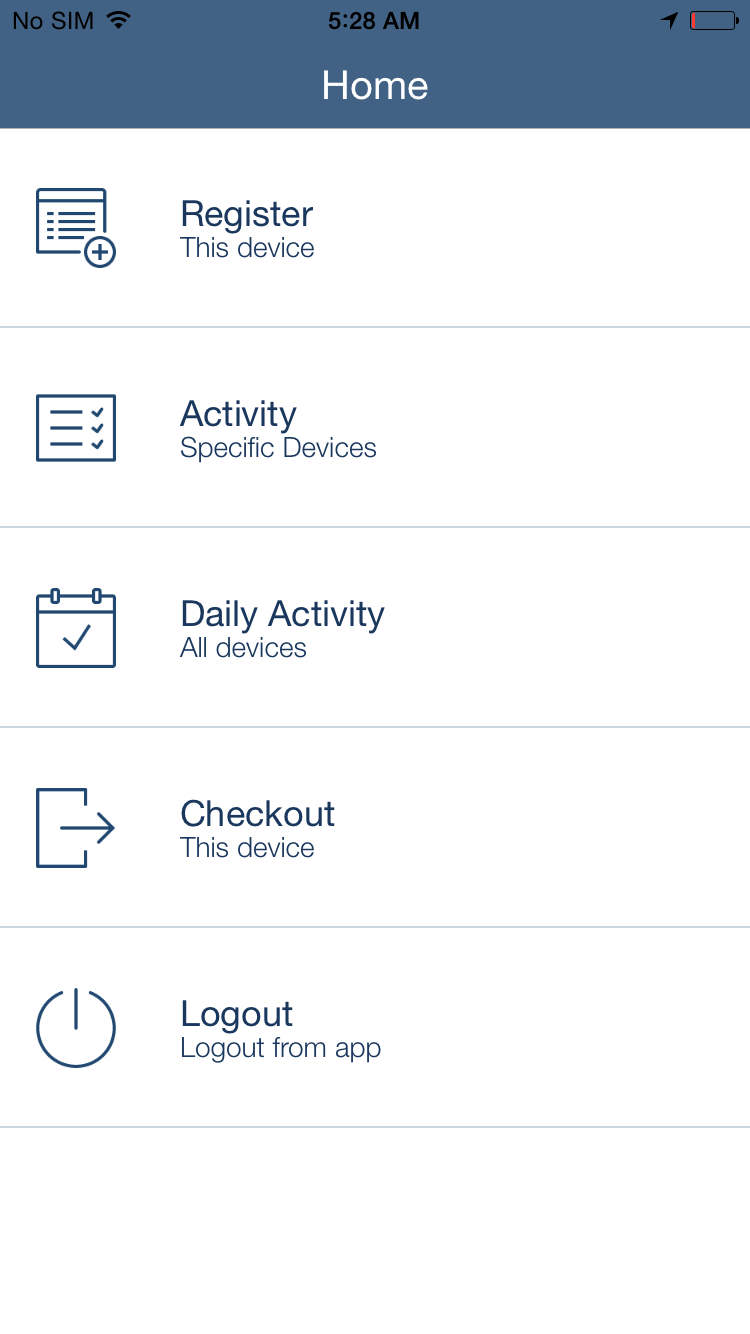 No SIM 5:28 AM
Home
Register
This device
Activity
Specific Devices
Daily Activity
All devices
Checkout
This device
Logout
Logout from app